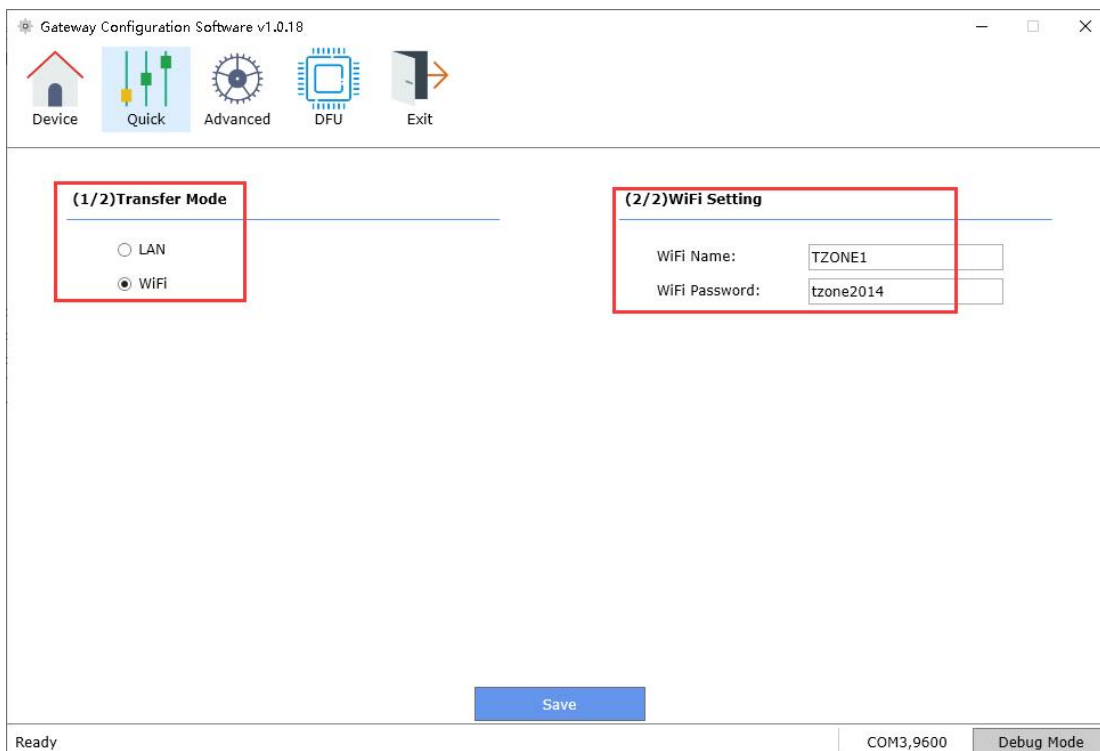 Gateway Configuration Software v1.0.18
Device Quick Advanced DFU Exit
(1/2)Transfer Mode
LAN
WiFi
(2/2)WiFi Setting
WiFi Name: TZONE1
WiFi Password: tzone2014
Save
Ready COM3,9600 Debug Mode